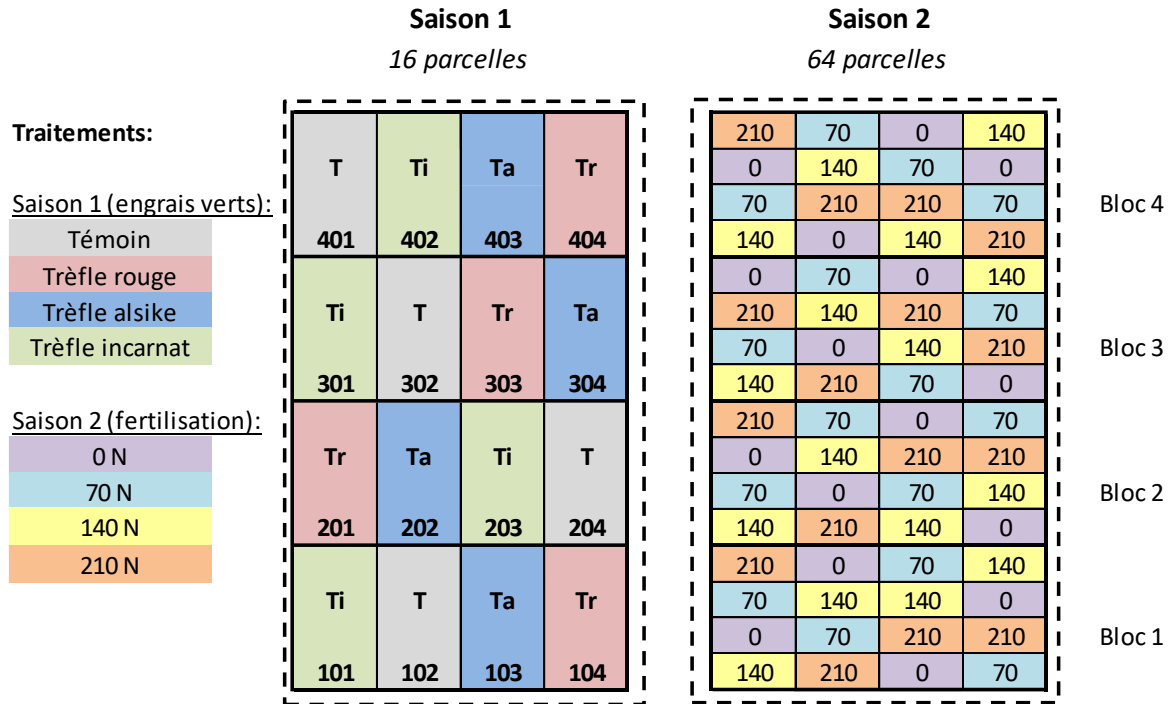 Saison 1 Saison 2
16 parcelles 64 parcelles
Traitements:
Saison 1 (engrais verts):
Témoin
Trèfle rouge
Trèfle alsike
Trèfle incarnat
Saison 2 (fertilisation):
0 N
70 N
140 N
210 N
T Ti Ta Tr
401 402 403 404
Ti T Tr Ta
301 302 303 304
Tr Ta Ti T
201 202 203 204
Ti T Ta Tr
101 102 103 104
210 70 0 140
0 140 70 0
70 210 210 70
140 0 140 210
0 70 0 140
210 140 210 70
70 0 140 210
140 210 70 0
210 70 0 70
0 140 210 210
70 0 70 140
140 210 140 0
210 0 70 140
70 140 140 0
0 70 210 210
140 210 0 70
Bloc 4
Bloc 3
Bloc 2
Bloc 1